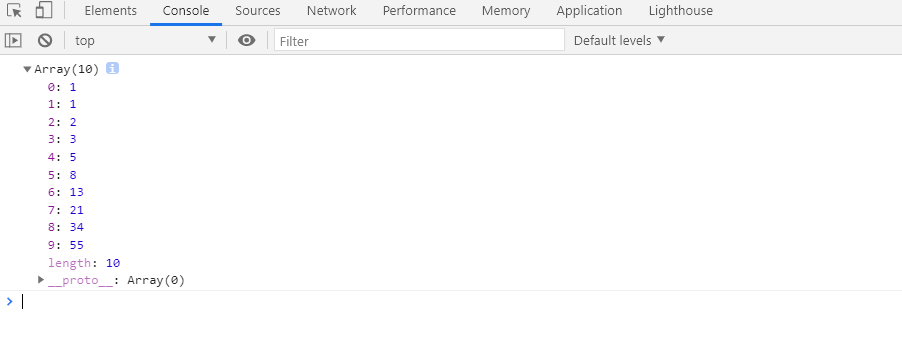 Elements Console Sources Network Performance Memory Application Lighthouse
top Filter Default levels
Array(10) i
0: 1
1: 1
2: 2
3: 3
4: 5
5: 8
6: 13
7: 21
8: 34
9: 55
length: 10
__proto__: Array(0)